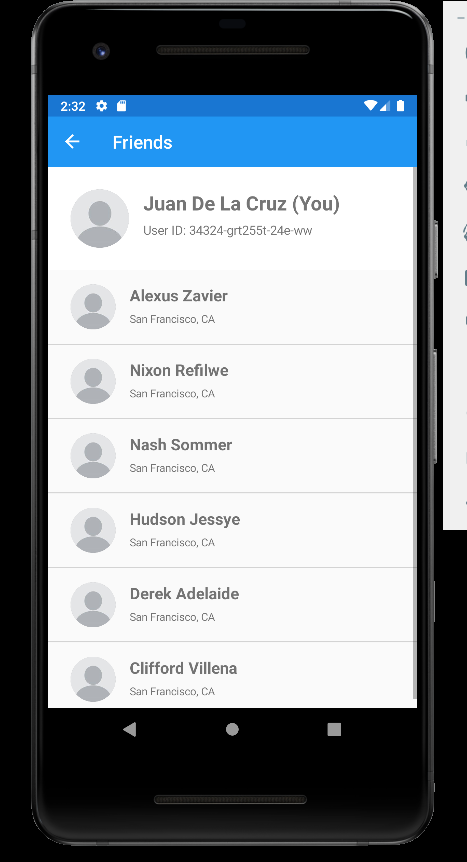 2:32
Friends
Juan De La Cruz (You)
User ID: 34324-grt255t-24e-ww
Alexus Zavier
San Francisco, CA
Nixon Refilwe
San Francisco, CA
Nash Sommer
San Francisco, CA
Hudson Jessye
San Francisco, CA
Derek Adelaide
San Francisco, CA
Clifford Villena
San Francisco, CA